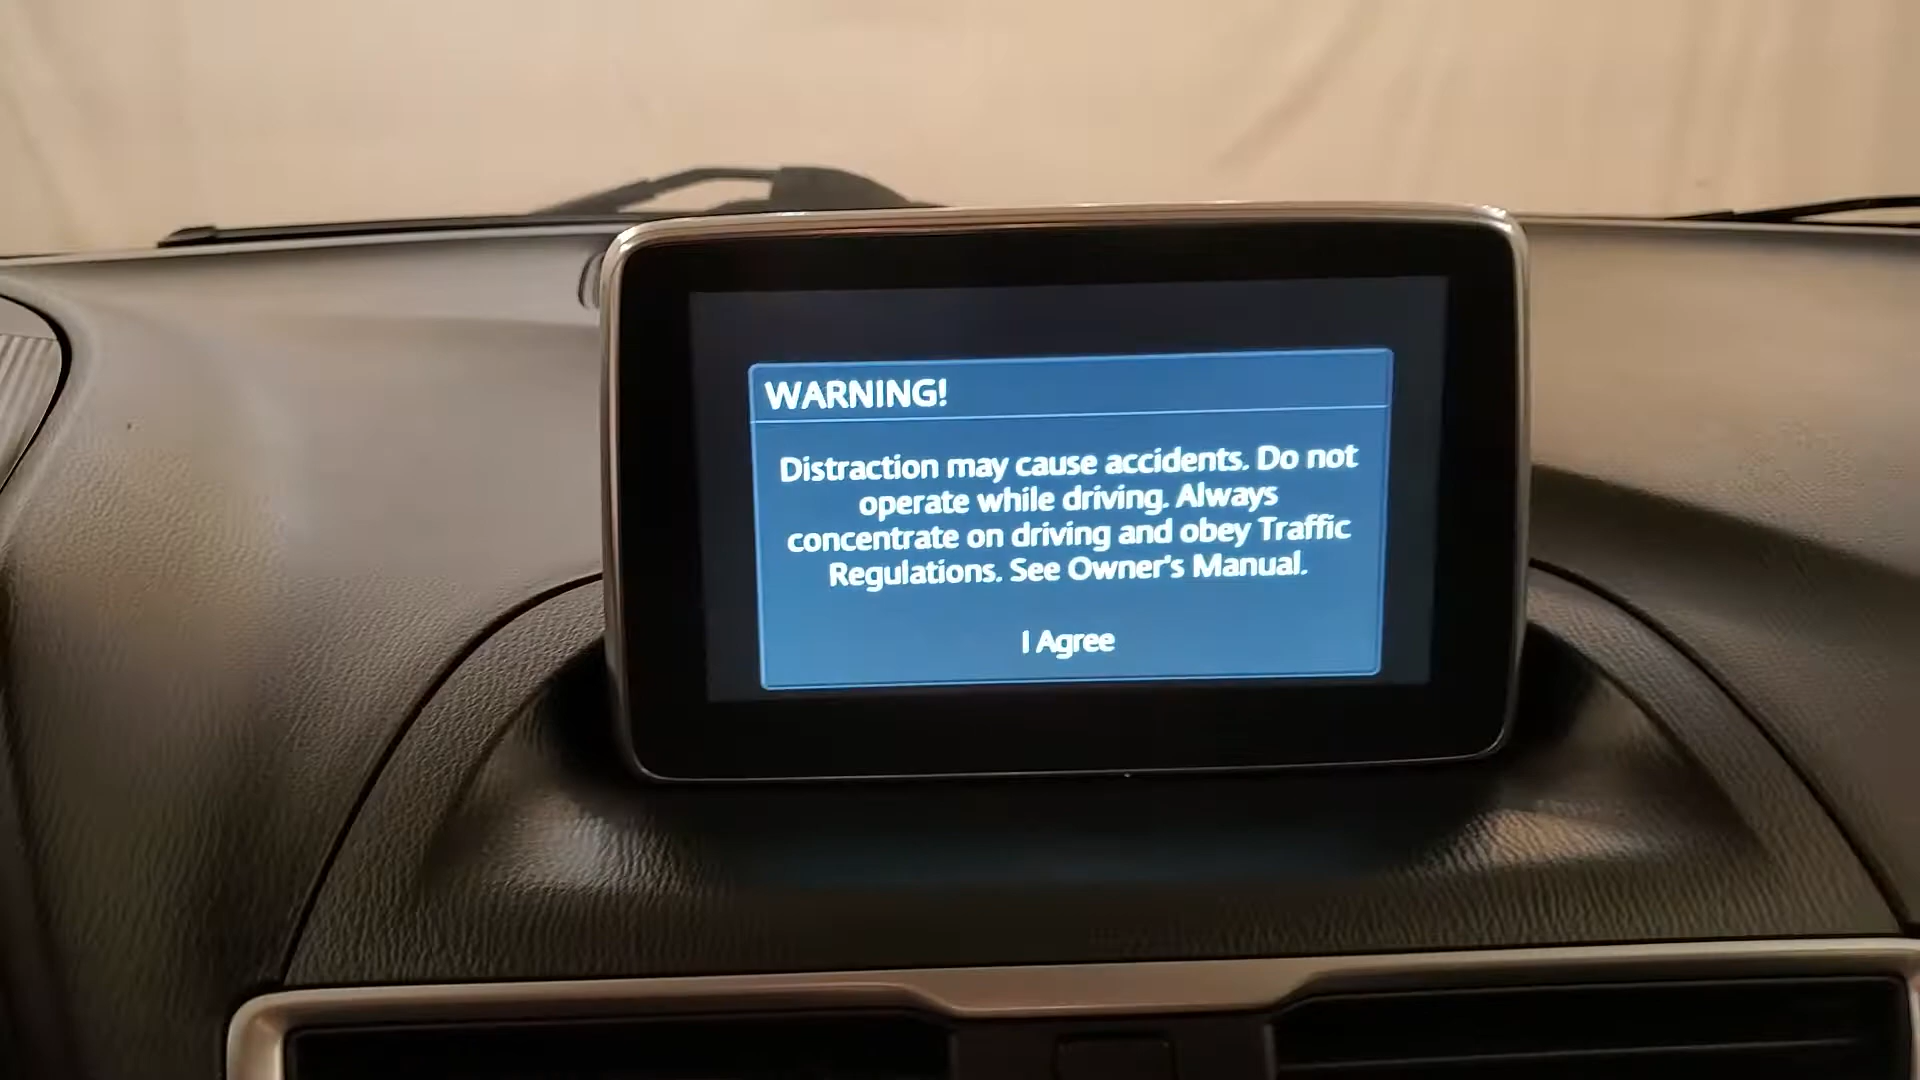 WARNING!
Distraction may cause accidents. Do not
operate while driving. Always
concentrate on driving and obey Traffic
Regulations. See Owner's Manual.
I Agree